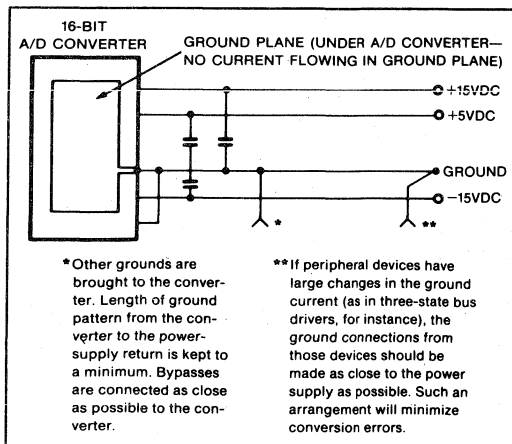 16-BIT
A/D CONVERTER
GROUND PLANE (UNDER A/D CONVERTER—
NO CURRENT FLOWING IN GROUND PLANE)
+15VDC
+5VDC
GROUND
−15VDC
*
**
*Other grounds are
brought to the conver-
ter. Length of ground
pattern from the con-
verter to the power-
supply return is kept to
a minimum. Bypasses
are connected as close
as possible to the con-
verter.
**If peripheral devices have
large changes in the ground
current (as in three-state bus
drivers, for instance), the
ground connections from
those devices should be
made as close to the power
supply as possible. Such an
arrangement will minimize
conversion errors.